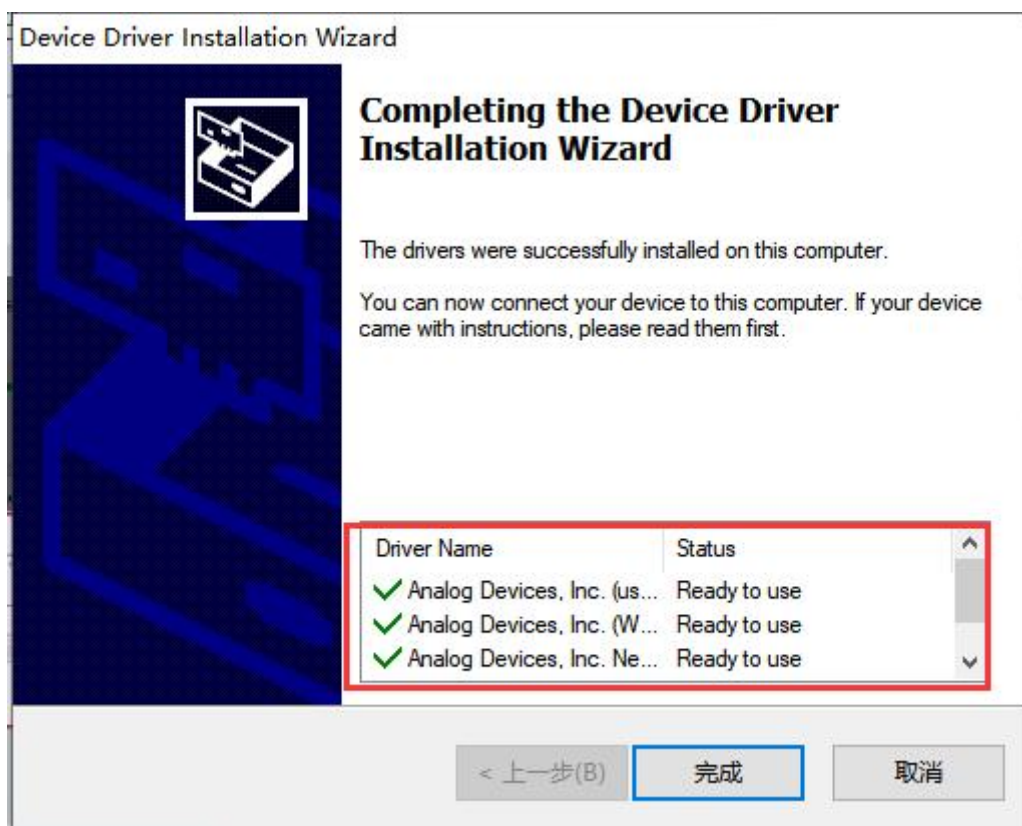 Device Driver Installation Wizard
Completing the Device Driver
Installation Wizard
The drivers were successfully installed on this computer.
You can now connect your device to this computer. If your device
came with instructions, please read them first.
Driver Name Status
Analog Devices, Inc. (us... Ready to use
Analog Devices, Inc. (W... Ready to use
Analog Devices, Inc. Ne... Ready to use
< 上一步(B) 完成 取消